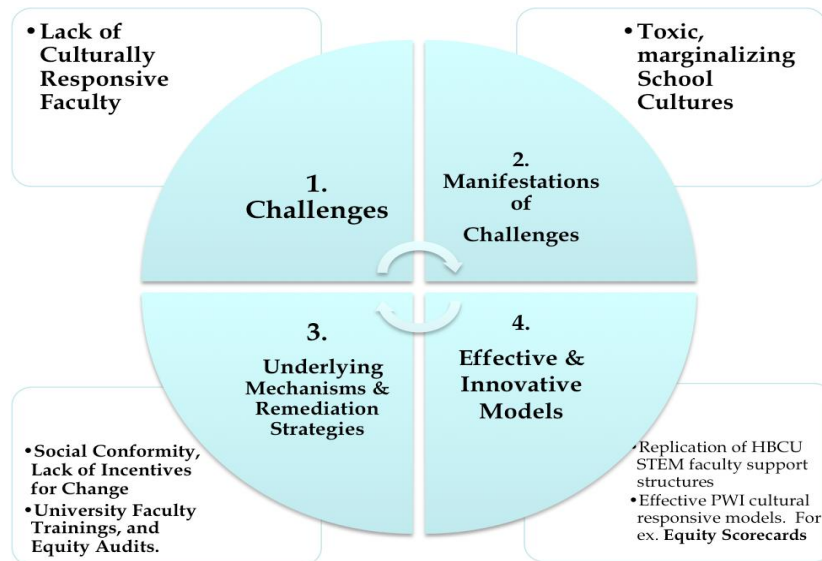 •Lack of
Culturally
Responsive
Faculty
•Toxic,
marginalizing
School
Cultures
1.
Challenges
2.
Manifestations
of
Challenges
3.
Underlying
Mechanisms &
Remediation
Strategies
4.
Effective &
Innovative
Models
•Social Conformity,
Lack of Incentives
for Change
•University Faculty
Trainings, and
Equity Audits.
•Replication of HBCU
STEM faculty support
structures
•Effective PWI cultural
responsive models.  For
ex. Equity Scorecards